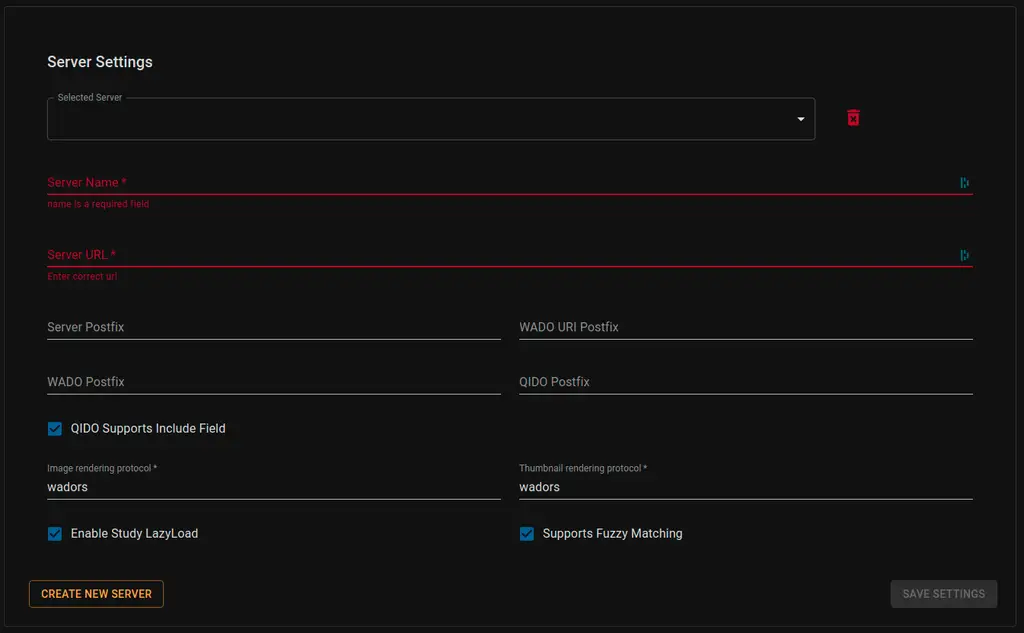 Server Settings
Selected Server
Server Name *
name is a required field
Server URL *
Enter correct url
Server Postfix
WADO URI Postfix
WADO Postfix
QIDO Postfix
QIDO Supports Include Field
Image rendering protocol *
Thumbnail rendering protocol *
wadors
wadors
Enable Study LazyLoad
Supports Fuzzy Matching
CREATE NEW SERVER
SAVE SETTINGS